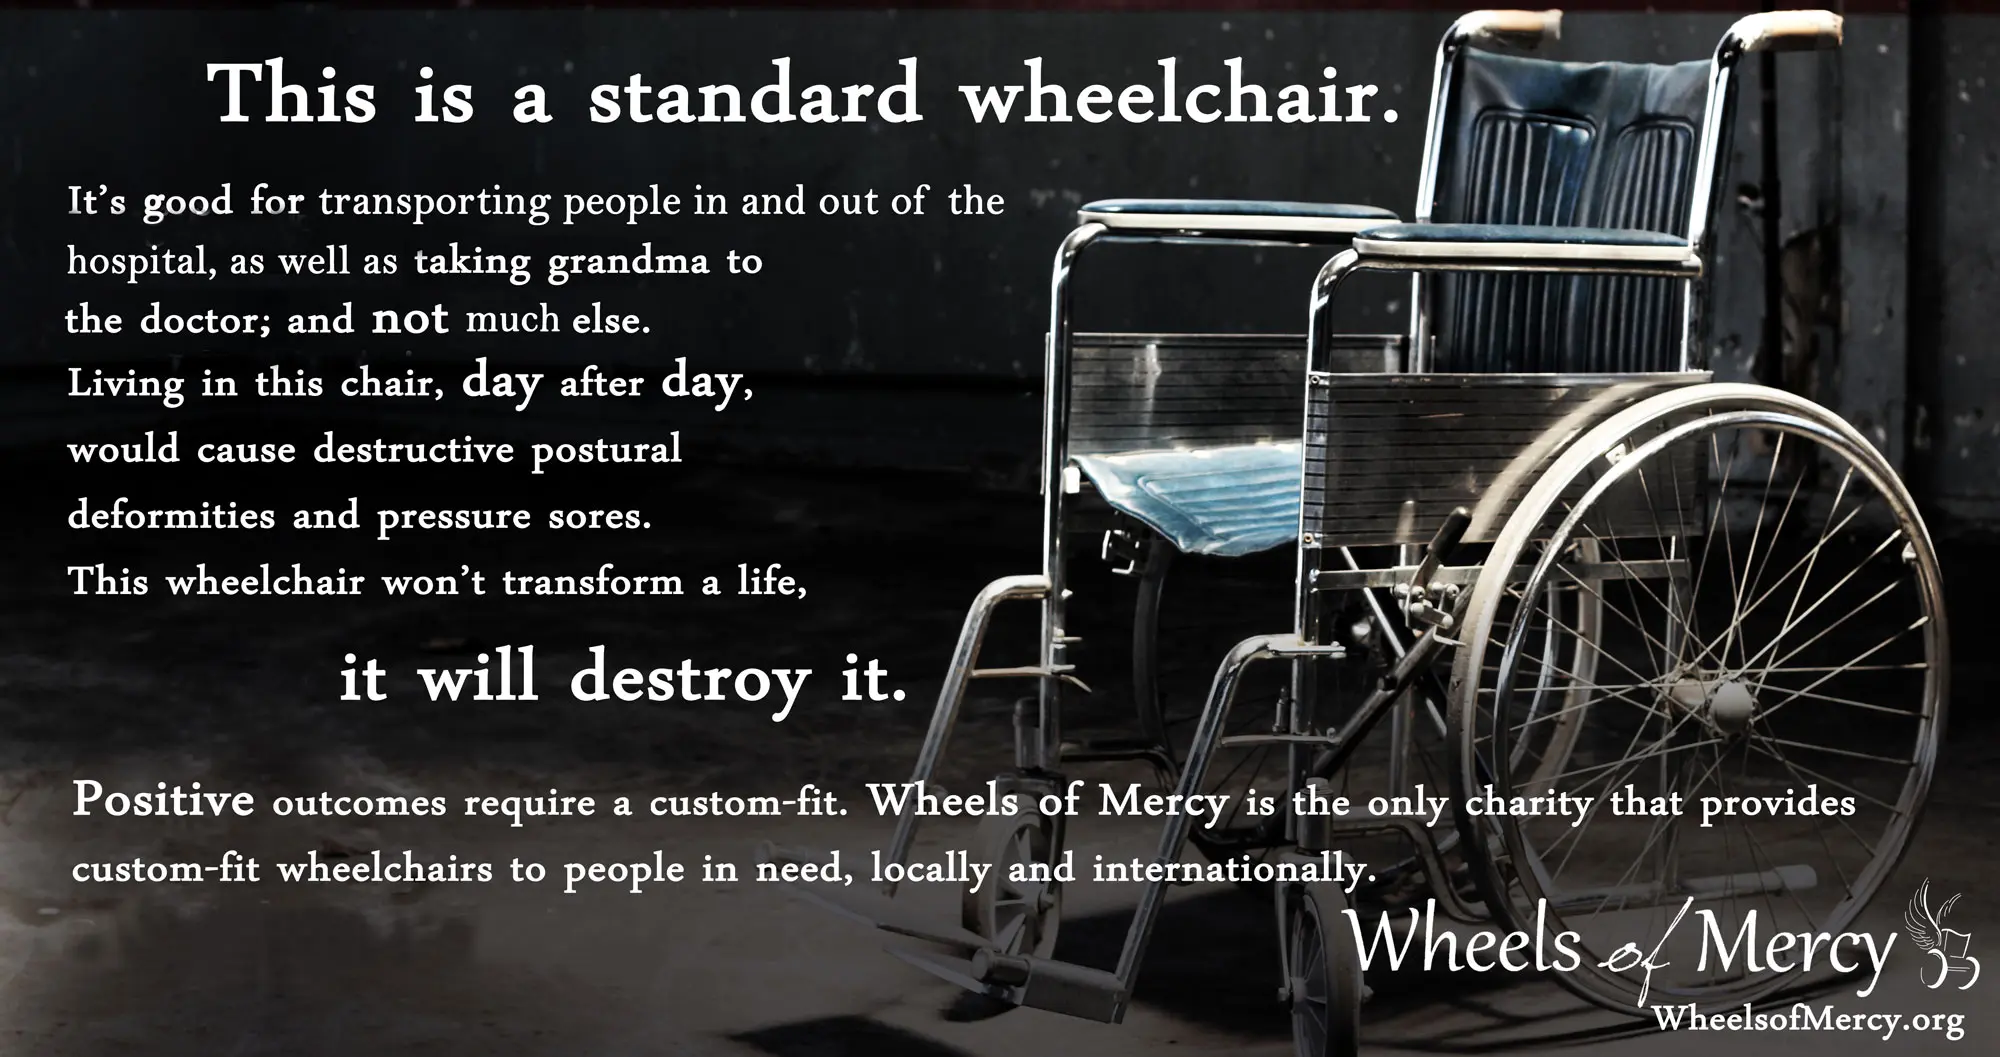 This is a standard wheelchair.
It's good for transporting people in and out of the
hospital, as well as taking grandma to
the doctor; and not much else.
Living in this chair, day after day,
would cause destructive postural
deformities and pressure sores.
This wheelchair won't transform a life,
it will destroy it.
Positive outcomes require a custom-fit. Wheels of Mercy is the only charity that provides
custom-fit wheelchairs to people in need, locally and internationally.
Wheels of Mercy
WheelsofMercy.org